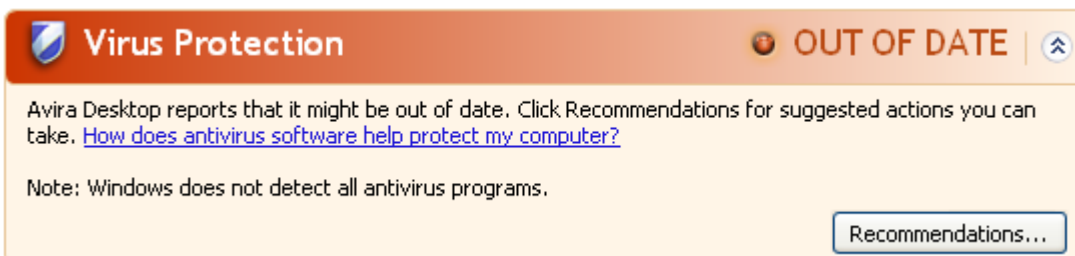 Virus Protection OUT OF DATE
Avira Desktop reports that it might be out of date. Click Recommendations for suggested actions you can
take. How does antivirus software help protect my computer?
Note: Windows does not detect all antivirus programs.
Recommendations...